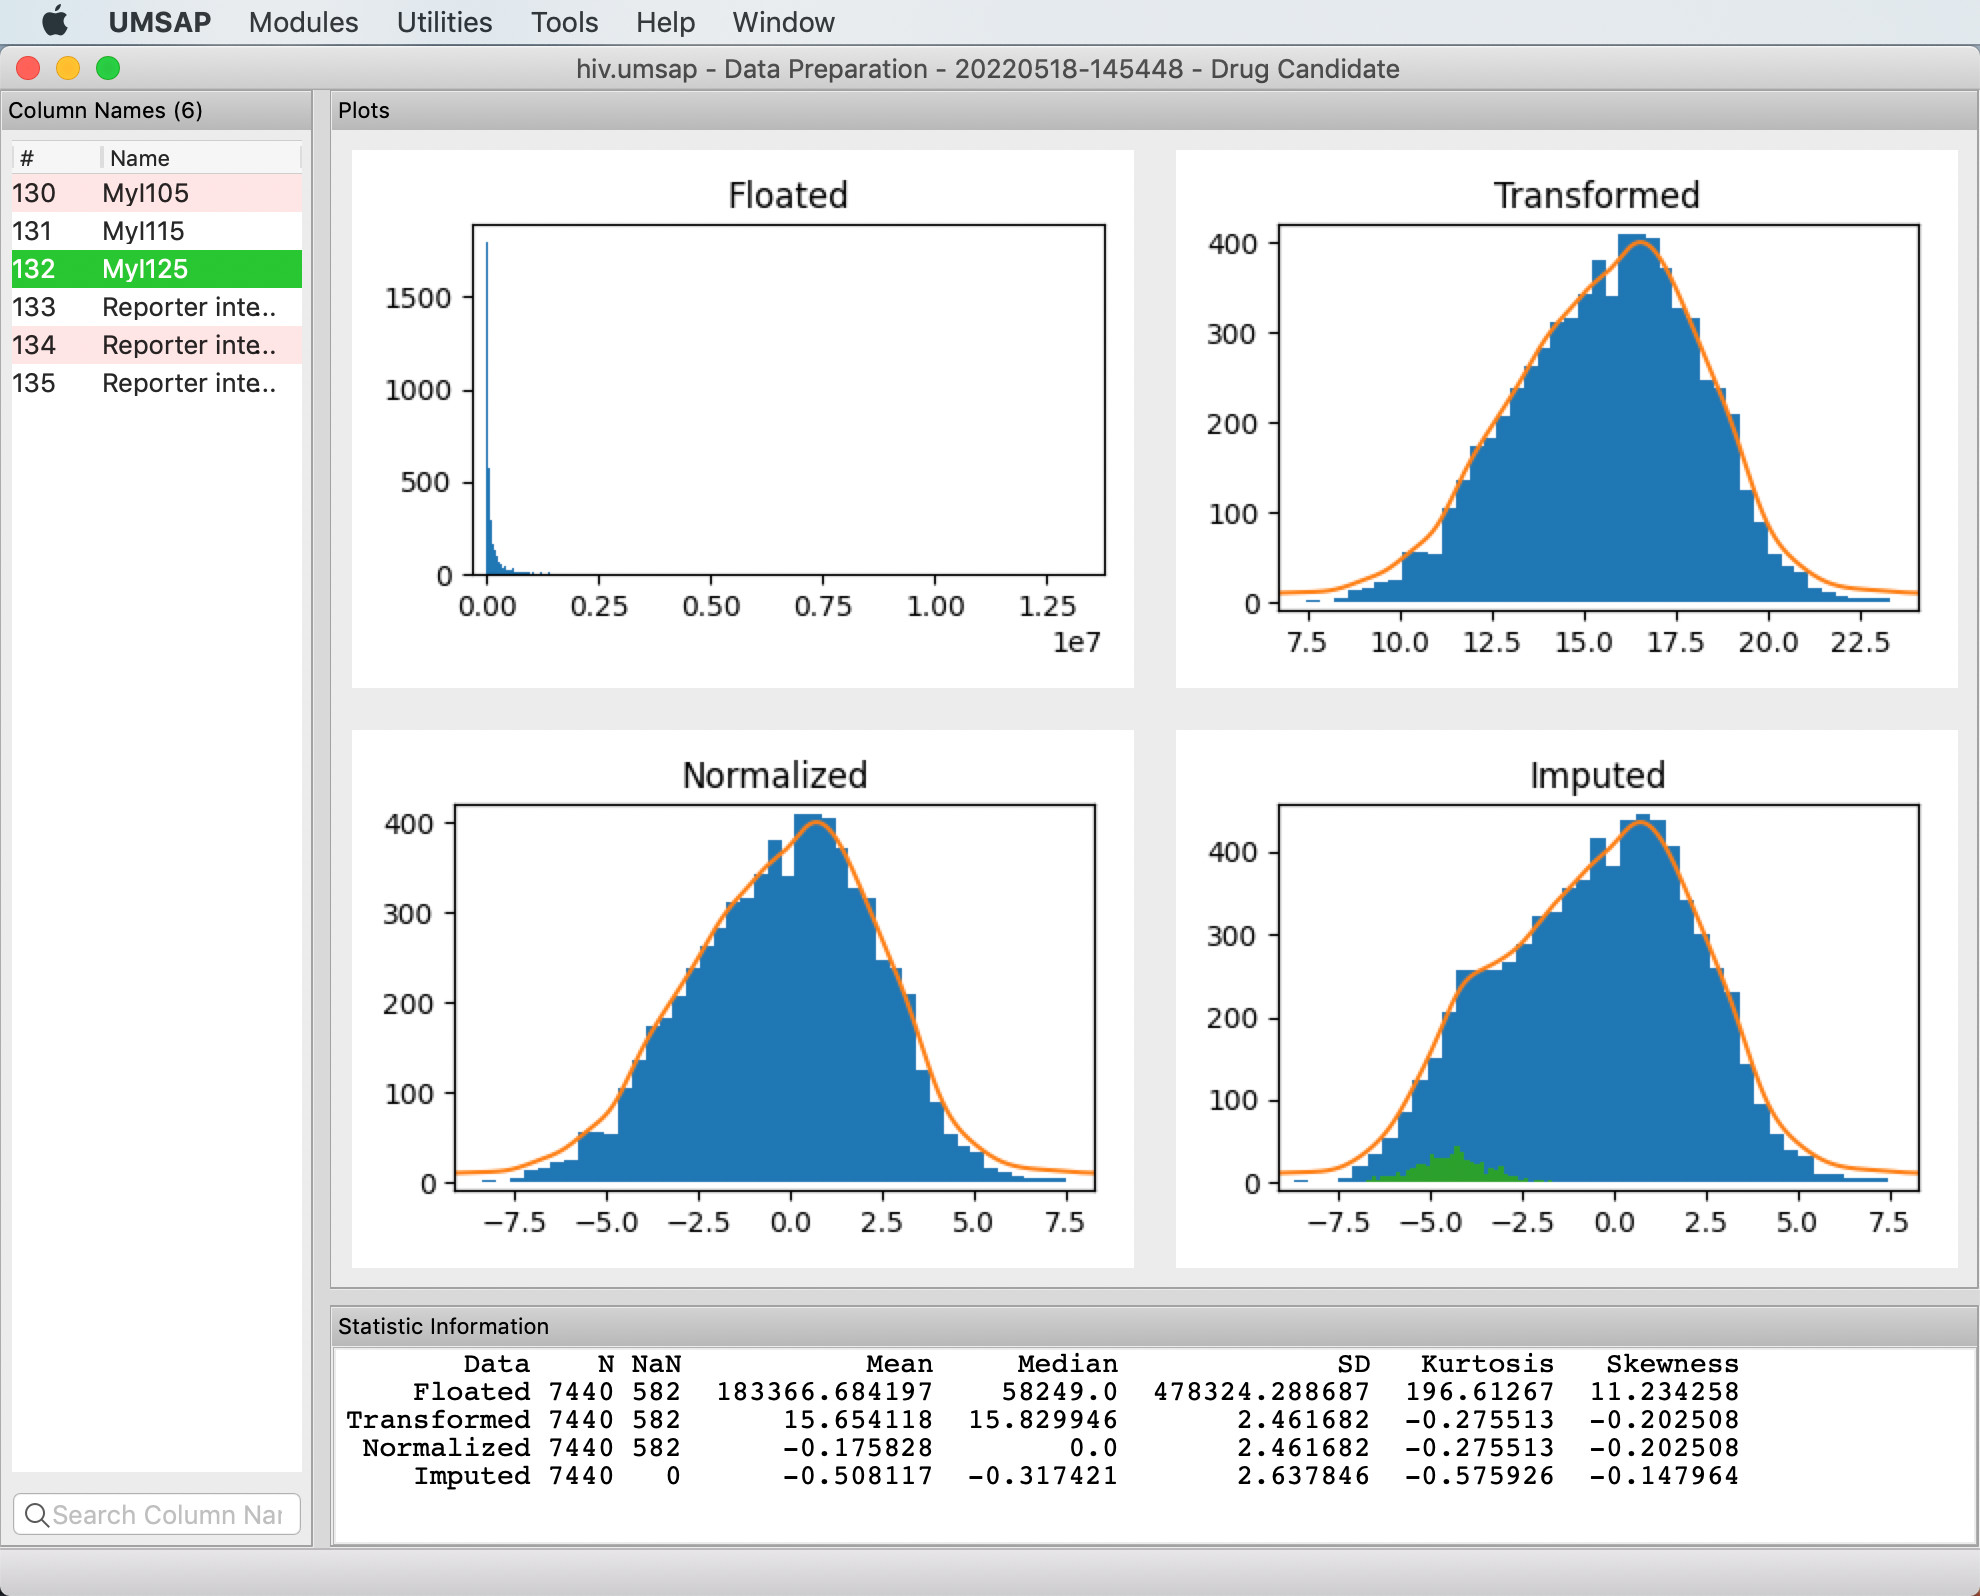 UMSAP Modules Utilities Tools Help Window
hiv.umsap - Data Preparation - 20220518-145448 - Drug Candidate
Column Names (6)
# Name
130 Myl105
131 Myl115
132 Myl125
133 Reporter inte...
134 Reporter inte...
135 Reporter inte...
Search Column Nar
Plots
Floated
1500
1000
500
0
0.00 0.25 0.50 0.75 1.00 1.25
1e7
Transformed
400
300
200
100
0
7.5 10.0 12.5 15.0 17.5 20.0 22.5
Normalized
400
300
200
100
0
−7.5 −5.0 −2.5 0.0 2.5 5.0 7.5
Imputed
400
300
200
100
0
−7.5 −5.0 −2.5 0.0 2.5 5.0 7.5
Statistic Information
Data N NaN Mean Median SD Kurtosis Skewness
Floated 7440 582 183366.684197 58249.0 478324.288687 196.61267 11.234258
Transformed 7440 582 15.654118 15.829946 2.461682 -0.275513 -0.202508
Normalized 7440 582 -0.175828 0.0 2.461682 -0.275513 -0.202508
Imputed 7440 0 -0.508117 -0.317421 2.637846 -0.575926 -0.147964